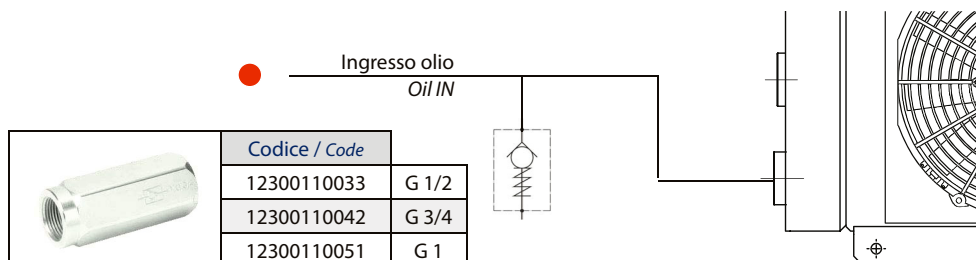 Ingresso olio
Oil IN
Codice / Code
12300110033 G 1/2
12300110042 G 3/4
12300110051 G 1